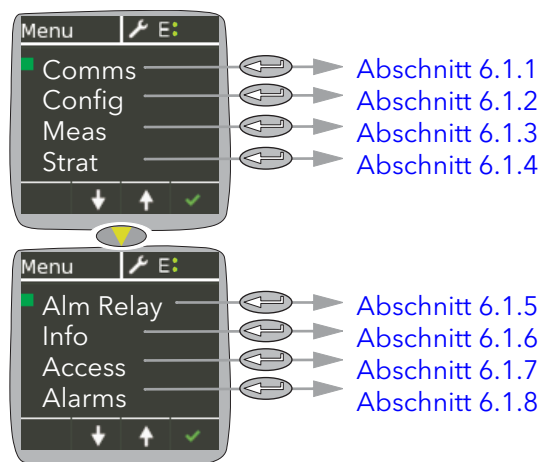 Menu E:
Comms Abschnitt 6.1.1
Config Abschnitt 6.1.2
Meas Abschnitt 6.1.3
Strat Abschnitt 6.1.4
Menu E:
Alm Relay Abschnitt 6.1.5
Info Abschnitt 6.1.6
Access Abschnitt 6.1.7
Alarms Abschnitt 6.1.8